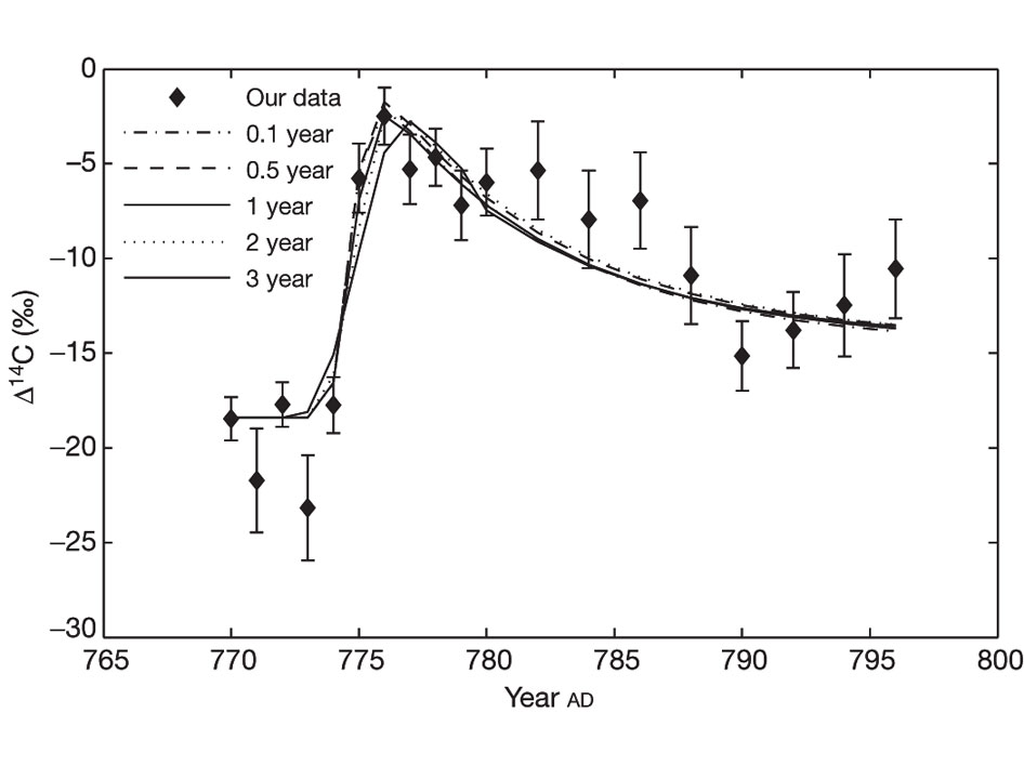 0
Our data
0.1 year
–5
0.5 year
1 year
2 year
–10
3 year
Δ¹⁴C (‰)
–15
–20
–25
–30
765 770 775 780 785 790 795 800
Year AD